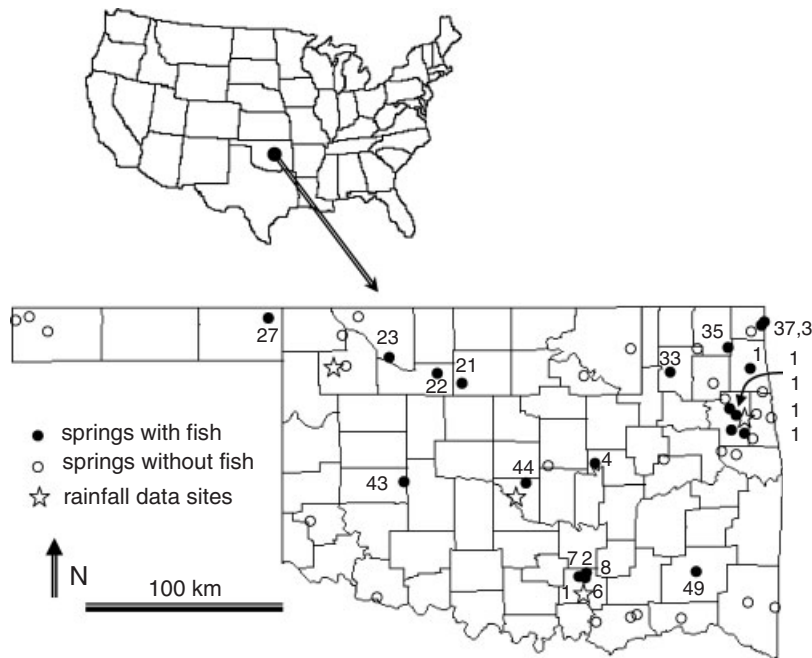 27
23
22
21
33
35
37,3
1
1
1
1
1
springs with fish
springs without fish
rainfall data sites
43
44
4
N
100 km
7 2 8
1 6
49